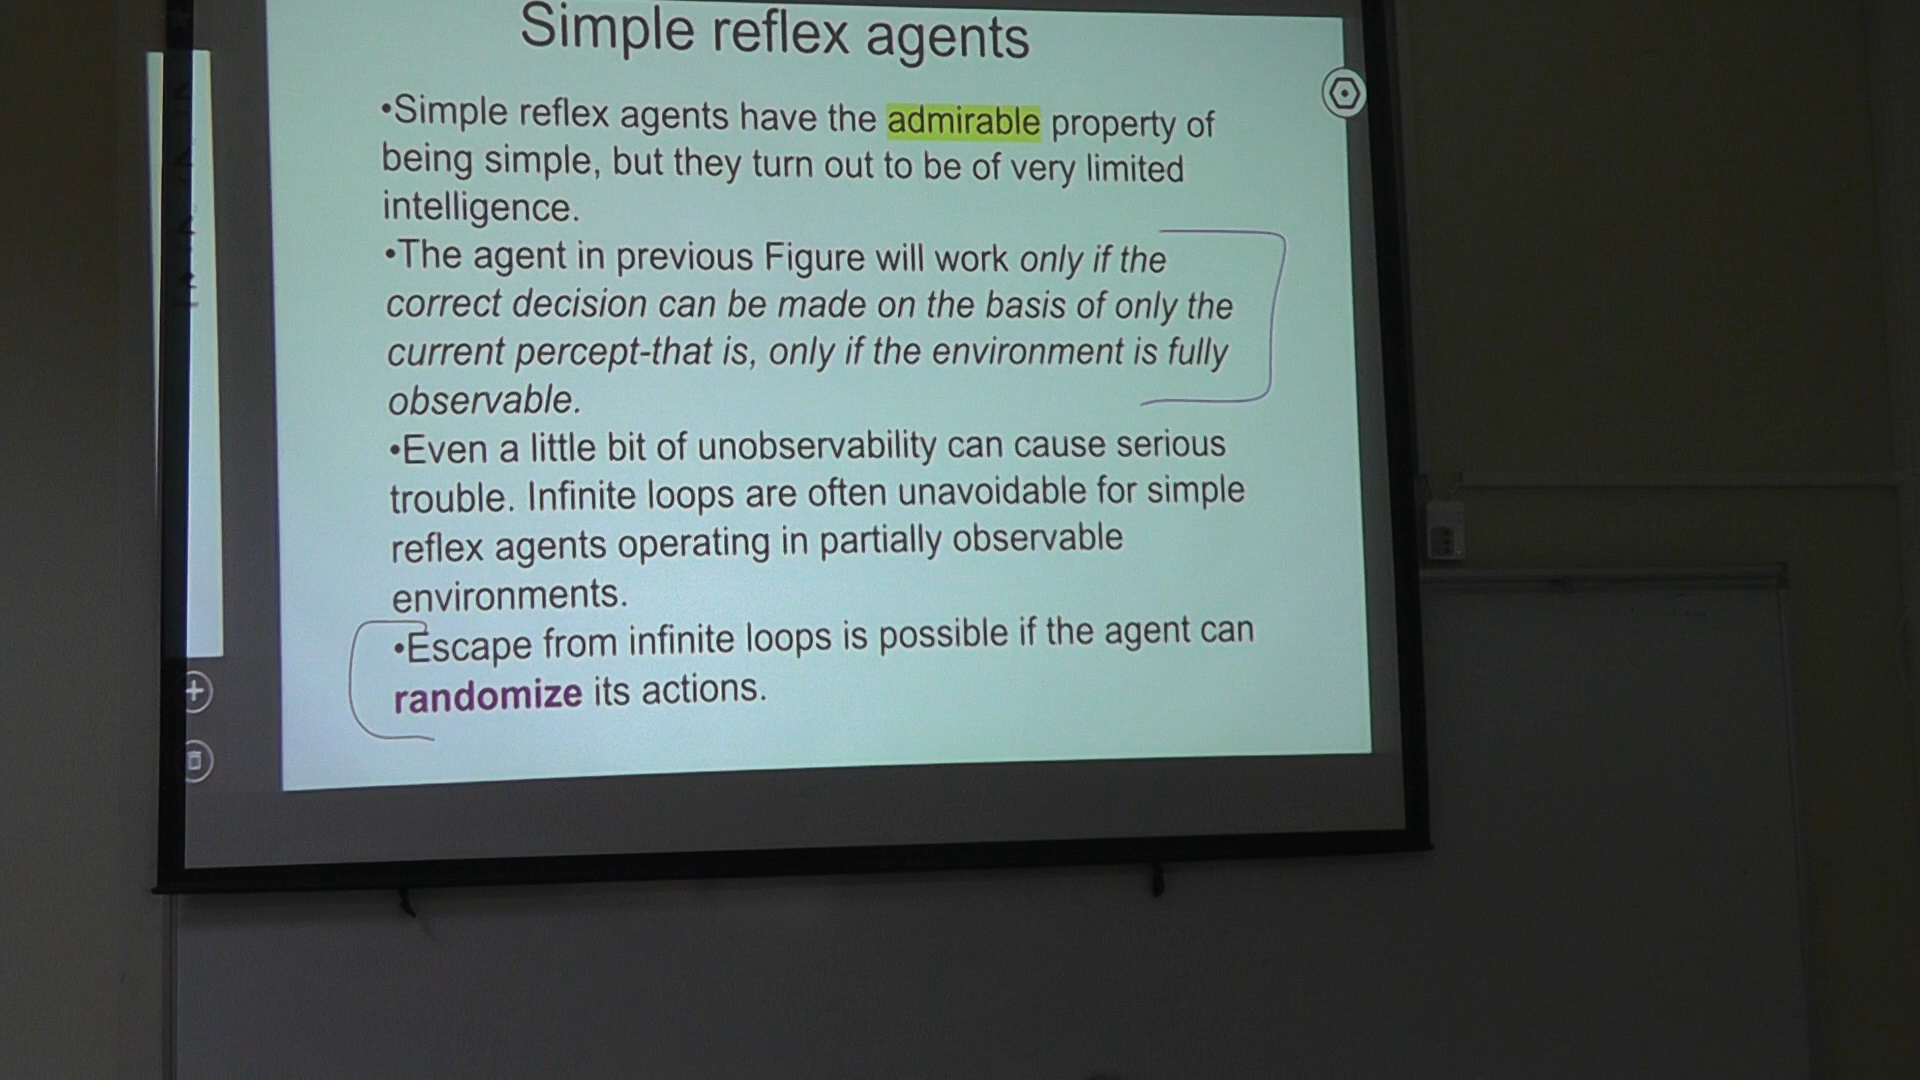 Simple reflex agents
•Simple reflex agents have the admirable property of
being simple, but they turn out to be of very limited
intelligence.
•The agent in previous Figure will work only if the
correct decision can be made on the basis of only the
current percept-that is, only if the environment is fully
observable.
•Even a little bit of unobservability can cause serious
trouble. Infinite loops are often unavoidable for simple
reflex agents operating in partially observable
environments.
•Escape from infinite loops is possible if the agent can
randomize its actions.